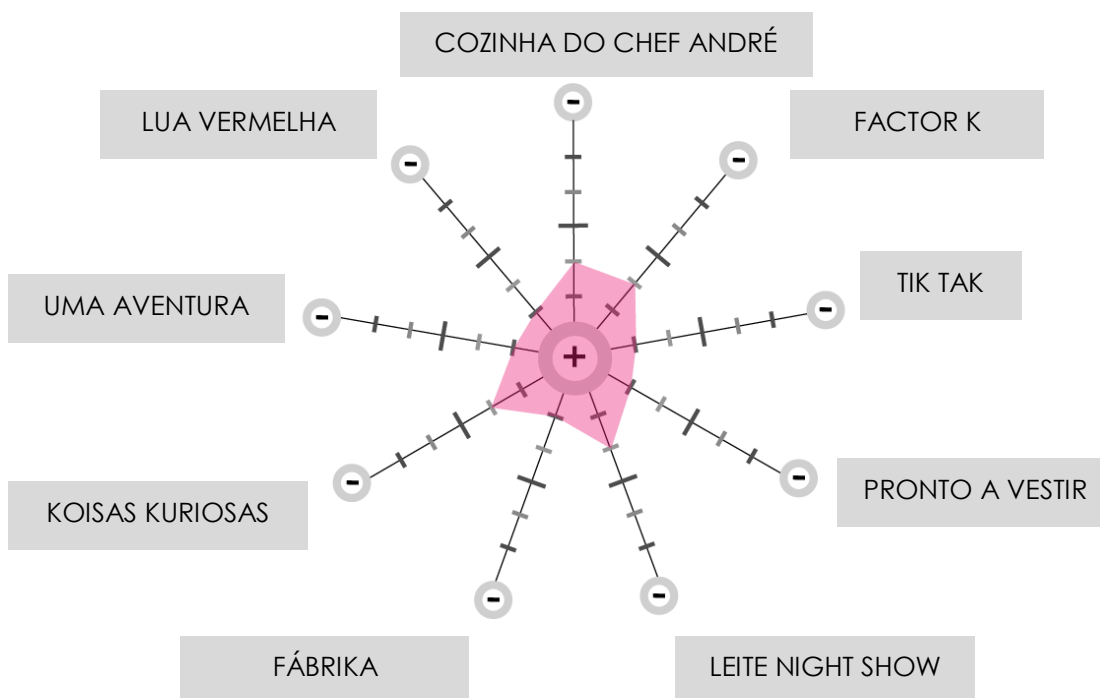 COZINHA DO CHEF ANDRÉ
LUA VERMELHA
FACTOR K
TIK TAK
UMA AVENTURA
PRONTO A VESTIR
KOISAS KURIOSAS
FÁBRIKA
LEITE NIGHT SHOW